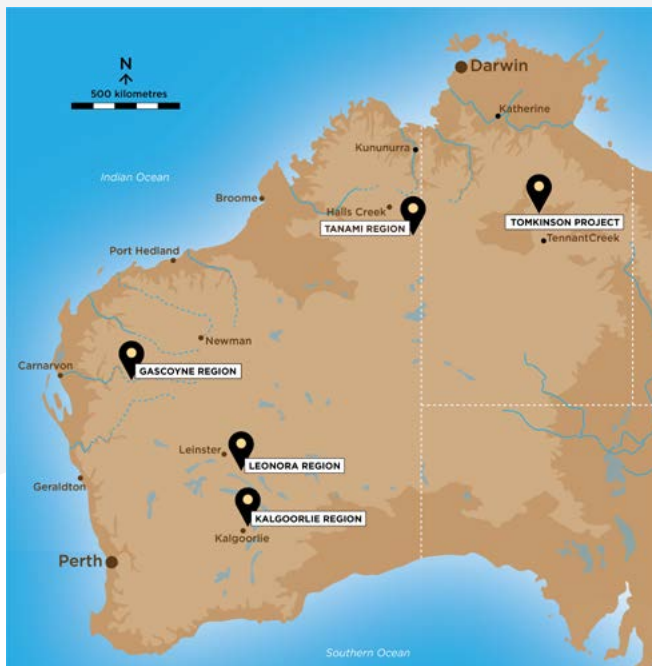 Darwin
N
500 kilometres
Katherine
Kununurra
Indian Ocean
Broome
Halls Creek
TANAMI REGION
TOMKINSON PROJECT
TennantCreek
Port Hedland
Newman
Carnarvon
GASCOYNE REGION
Leinster
LEONORA REGION
Geraldton
KALGOORLIE REGION
Kalgoorlie
Perth
Southern Ocean